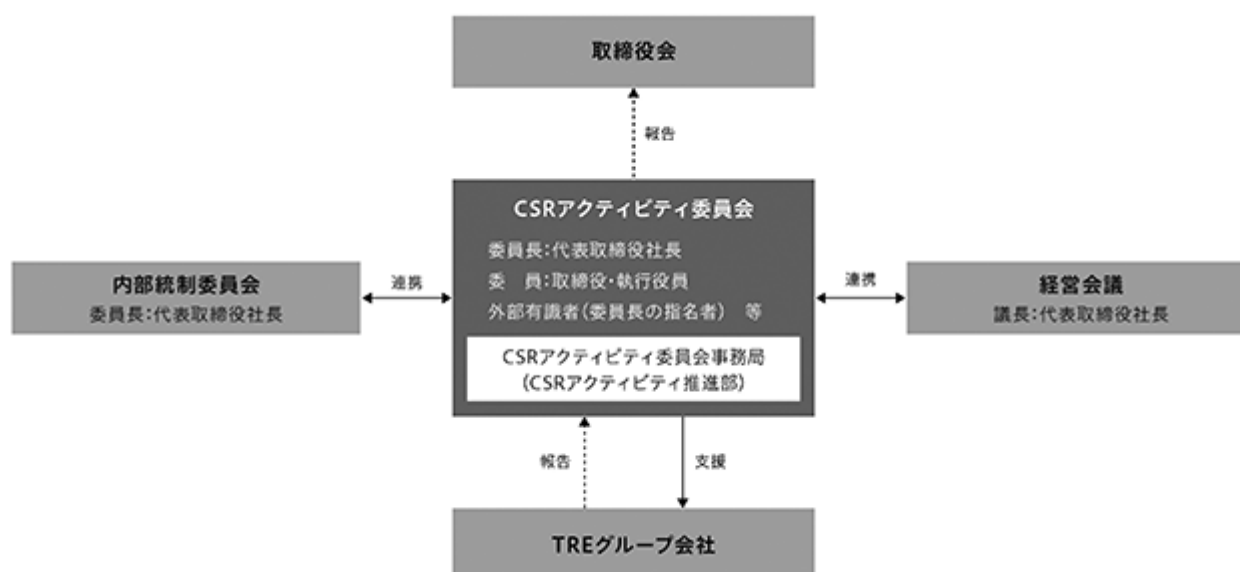 取締役会
報告
CSRアクティビティ委員会
委員長:代表取締役社長
委　員:取締役・執行役員
外部有識者(委員長の指名者)　等
CSRアクティビティ委員会事務局
(CSRアクティビティ推進部)
内部統制委員会
委員長:代表取締役社長
連携
連携
経営会議
議長:代表取締役社長
報告
支援
TREグループ会社